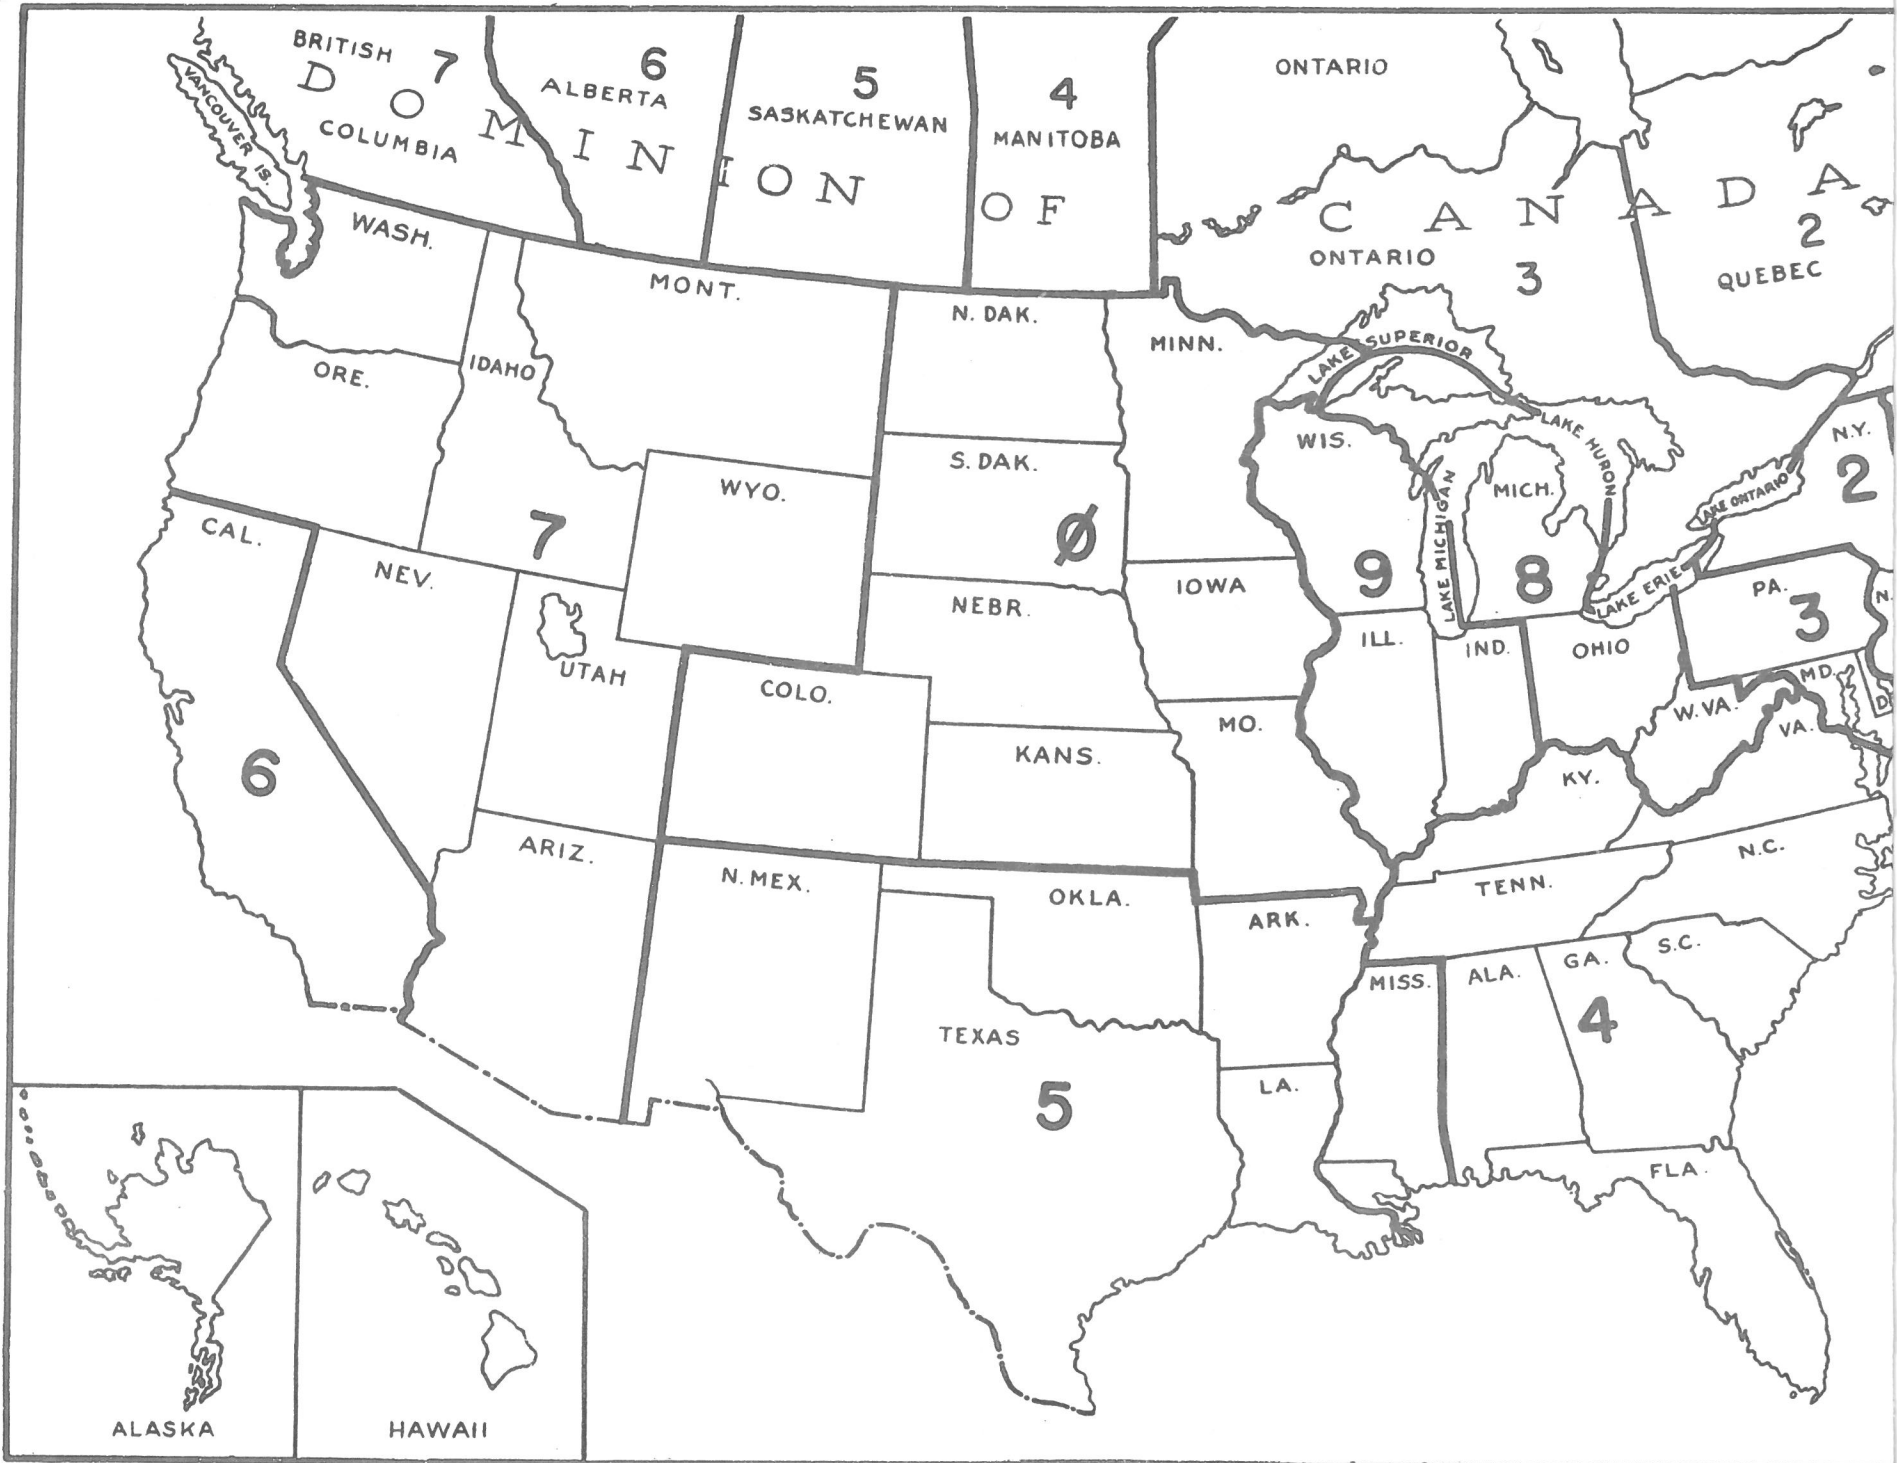 BRITISH 7
COLUMBIA
VANCOUVER IS.
6
ALBERTA
5
SASKATCHEWAN
4
MANITOBA
ONTARIO
DOMINION OF CANADA
ONTARIO
3
2
QUEBEC
WASH.
MONT.
N. DAK.
MINN.
LAKE SUPERIOR
ORE.
IDAHO
WIS.
LAKE HURON
N.Y.
2
S. DAK.
WYO.
MICH.
LAKE MICHIGAN
LAKE ONTARIO
CAL.
7
Ø
NEV.
IOWA
9
8
LAKE ERIE
PA.
3
N.
NEBR.
UTAH
COLO.
ILL.
IND.
OHIO
MD.
D
W. VA.
VA.
MO.
KANS.
KY.
6
ARIZ.
N. MEX.
OKLA.
ARK.
TENN.
N.C.
MISS.
ALA.
GA.
S.C.
4
TEXAS
5
LA.
FLA.
ALASKA
HAWAII